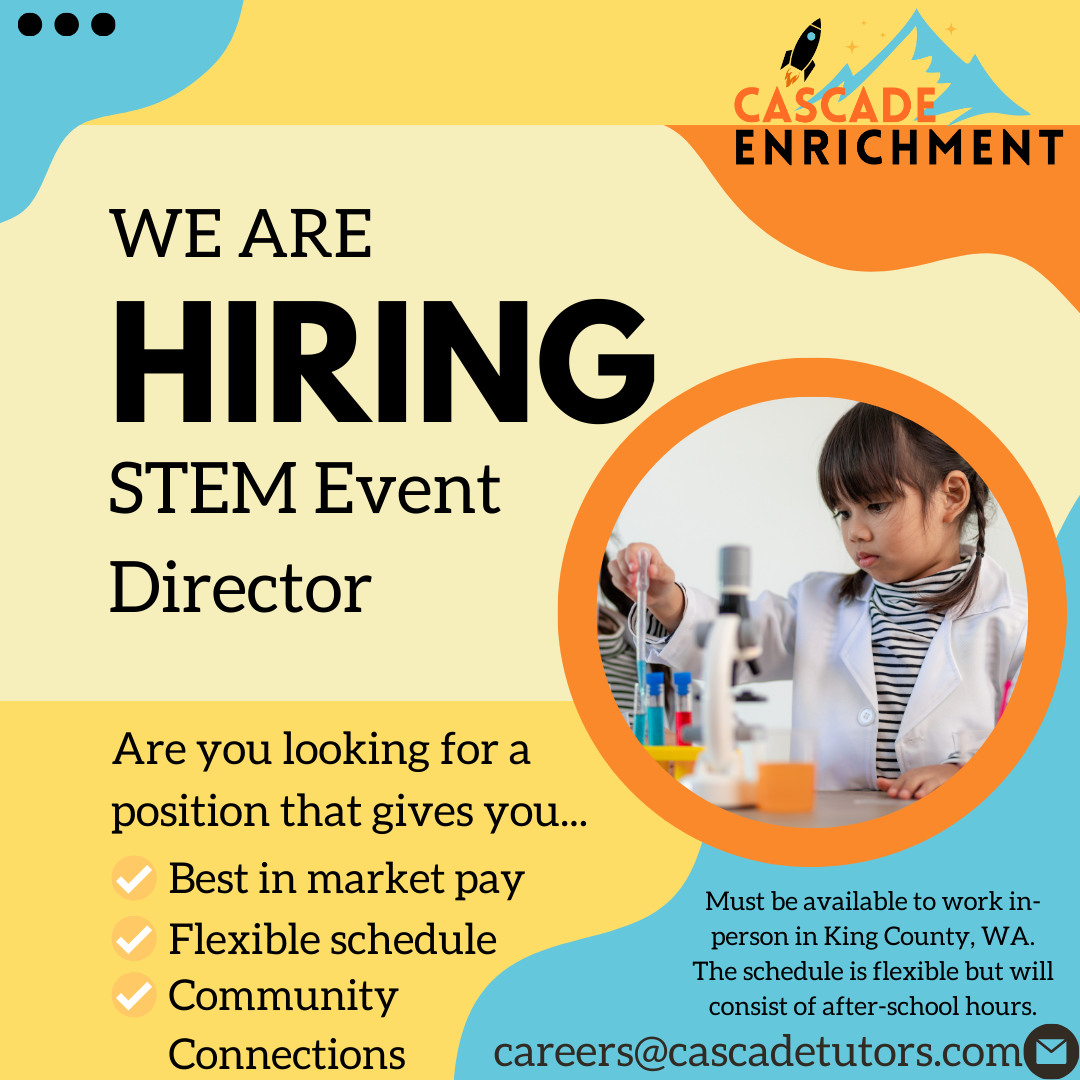 CASCADE
ENRICHMENT
WE ARE
HIRING
STEM Event
Director
Are you looking for a
position that gives you...
Best in market pay
Flexible schedule
Community
Connections
Must be available to work in-
person in King County, WA.
The schedule is flexible but will
consist of after-school hours.
careers@cascadetutors.com